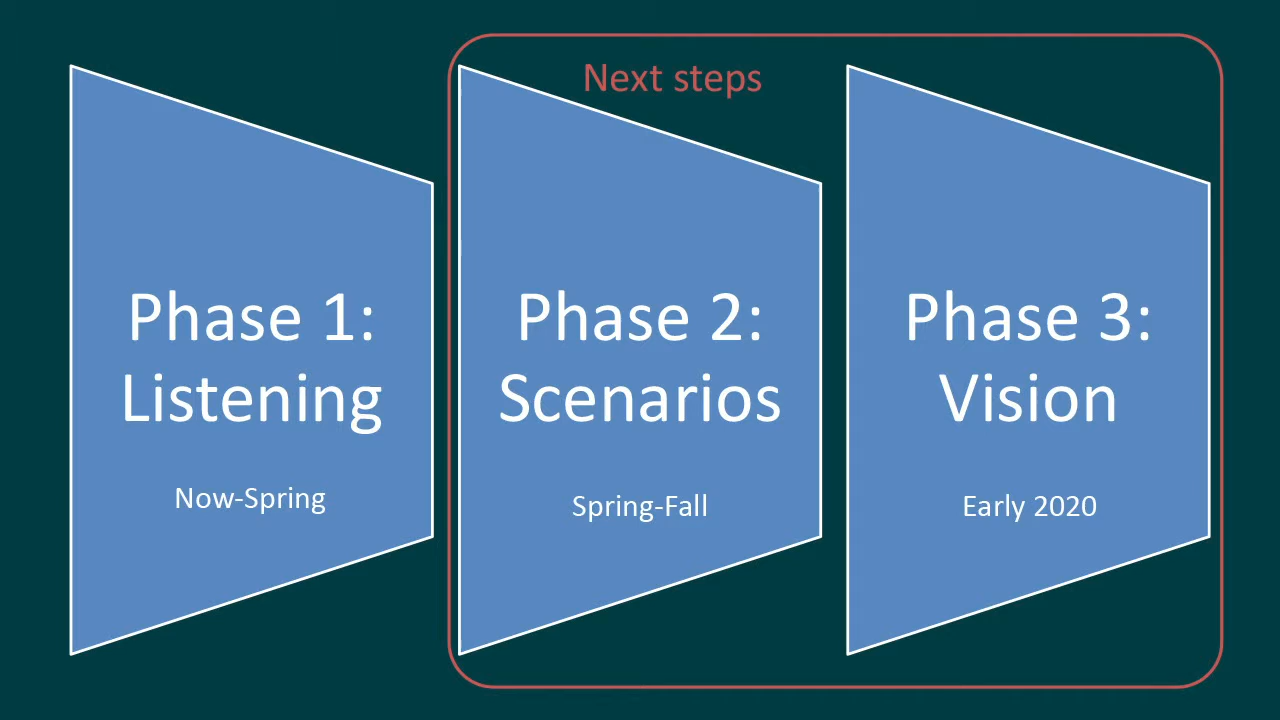 Next steps
Phase 1:
Listening
Now-Spring
Phase 2:
Scenarios
Spring-Fall
Phase 3:
Vision
Early 2020